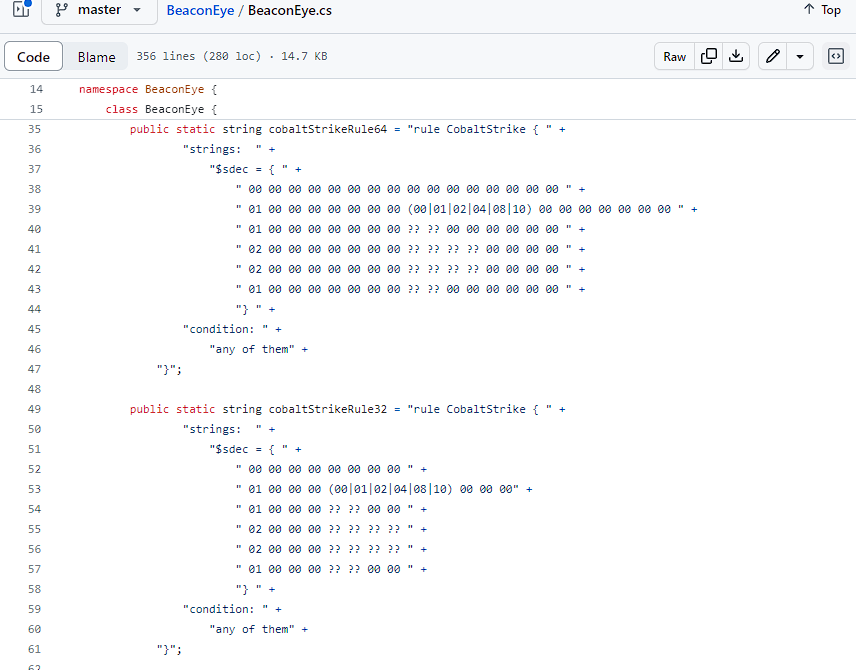 master BeaconEye / BeaconEye.cs Top
Code Blame 356 lines (280 loc) · 14.7 KB Raw
14 namespace BeaconEye {
15 class BeaconEye {
35 public static string cobaltStrikeRule64 = "rule CobaltStrike { " +
36 "strings:  " +
37 "$sdec = { " +
38 " 00 00 00 00 00 00 00 00 00 00 00 00 00 00 00 00 " +
39 " 01 00 00 00 00 00 00 00 (00|01|02|04|08|10) 00 00 00 00 00 00 00 " +
40 " 01 00 00 00 00 00 00 00 ?? ?? 00 00 00 00 00 00 " +
41 " 02 00 00 00 00 00 00 00 ?? ?? ?? ?? 00 00 00 00 " +
42 " 02 00 00 00 00 00 00 00 ?? ?? ?? ?? 00 00 00 00 " +
43 " 01 00 00 00 00 00 00 00 ?? ?? 00 00 00 00 00 00 " +
44 "} " +
45 "condition: " +
46 "any of them" +
47 "}";
48
49 public static string cobaltStrikeRule32 = "rule CobaltStrike { " +
50 "strings:  " +
51 "$sdec = { " +
52 " 00 00 00 00 00 00 00 00 " +
53 " 01 00 00 00 (00|01|02|04|08|10) 00 00 00" +
54 " 01 00 00 00 ?? ?? 00 00 " +
55 " 02 00 00 00 ?? ?? ?? ?? " +
56 " 02 00 00 00 ?? ?? ?? ?? " +
57 " 01 00 00 00 ?? ?? 00 00 " +
58 "} " +
59 "condition: " +
60 "any of them" +
61 "}";
62